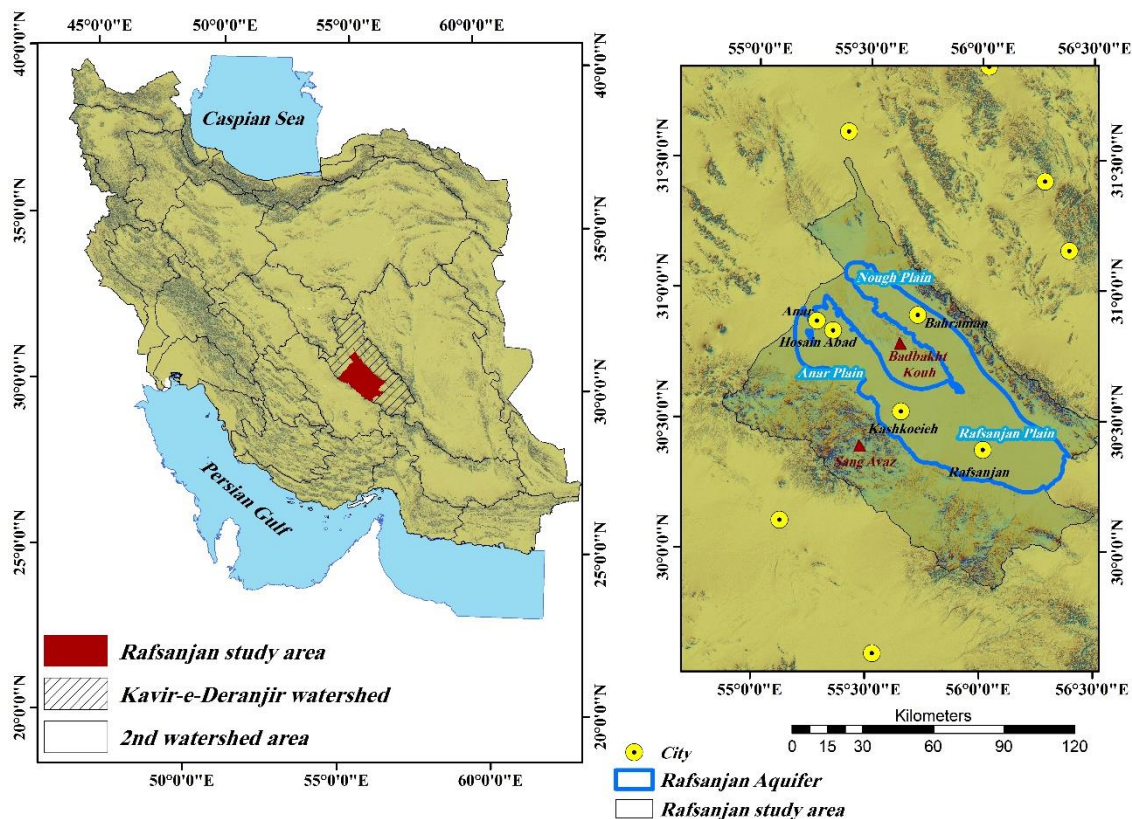 45°0'0"E 50°0'0"E 55°0'0"E 60°0'0"N
40°0'0"N
35°0'0"N
30°0'0"N
25°0'0"N
20°0'0"N
40°0'0"N
35°0'0"N
30°0'0"N
25°0'0"N
20°0'0"N
Caspian Sea
Persian Gulf
Rafsanjan study area
Kavir-e-Deranjir watershed
2nd watershed area
50°0'0"E 55°0'0"E 60°0'0"E
55°0'0"E 55°30'0"E 56°0'0"E 56°30'0"E
31°30'0"N
31°0'0"N
30°30'0"N
30°0'0"N
31°30'0"N
31°0'0"N
30°30'0"N
30°0'0"N
Nough Plain
Anar
Bahraman
Hosain Abad
Badbakht
Kouh
Anar Plain
Kashkoeieh
Rafsanjan Plain
Sang Avaz
Rafsanjan
55°0'0"E 55°30'0"E 56°0'0"E 56°30'0"E
Kilometers
0 15 30 60 90 120
City
Rafsanjan Aquifer
Rafsanjan study area